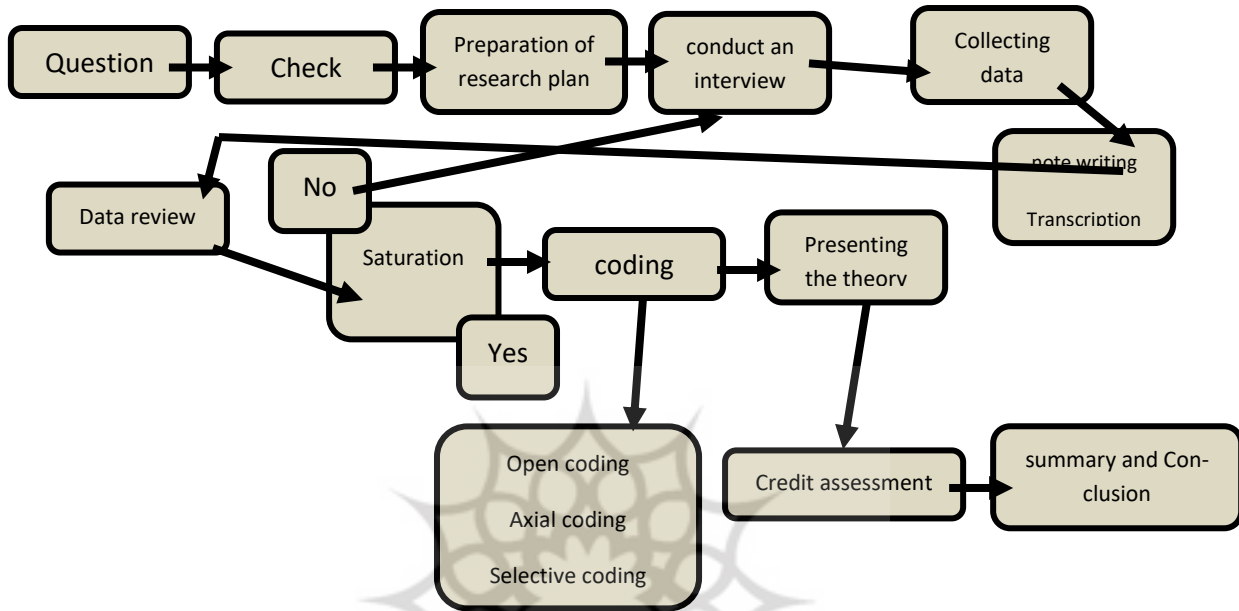 Question
Check
Preparation of
research plan
conduct an
interview
Collecting
data
note writing
Transcription
No
Data review
Saturation
Yes
coding
Presenting
the theory
Open coding
Axial coding
Selective coding
Credit assessment
summary and Con-
clusion